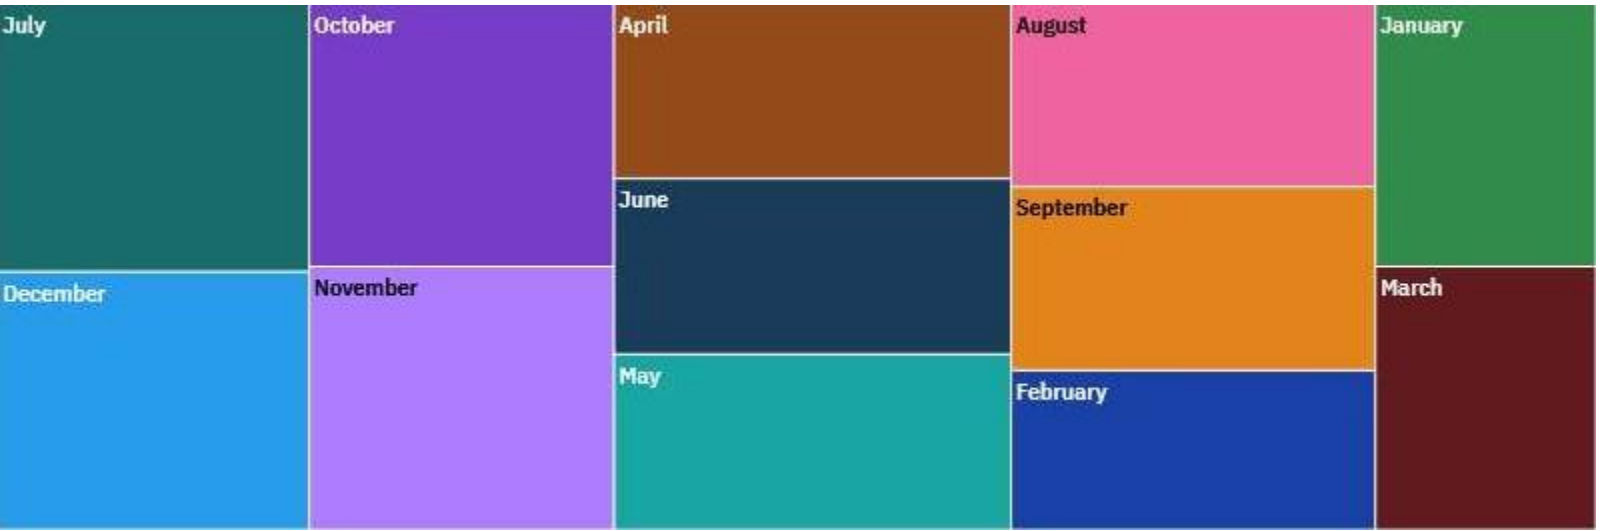 July
December
October
November
April
June
May
August
September
February
January
March